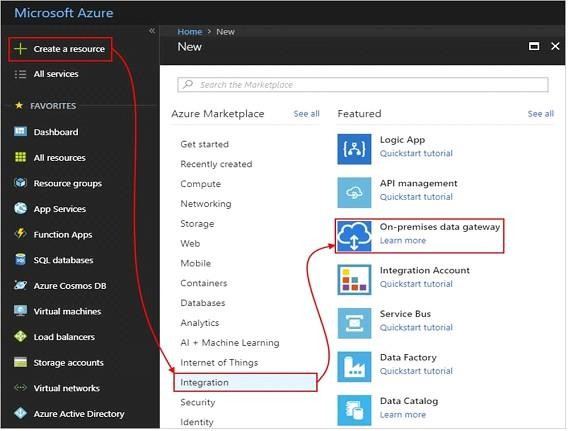 Microsoft Azure
«
Create a resource
All services
FAVORITES
Dashboard
All resources
Resource groups
App Services
Function Apps
SQL databases
Azure Cosmos DB
Virtual machines
Load balancers
Storage accounts
Virtual networks
Azure Active Directory
Home > New
New
Search the Marketplace
Azure Marketplace See all
Get started
Recently created
Compute
Networking
Storage
Web
Mobile
Containers
Databases
Analytics
AI + Machine Learning
Internet of Things
Integration
Security
Identity
Featured See all
Logic App
Quickstart tutorial
API management
Quickstart tutorial
On-premises data gateway
Learn more
Integration Account
Quickstart tutorial
Service Bus
Quickstart tutorial
Data Factory
Quickstart tutorial
Data Catalog
Learn more